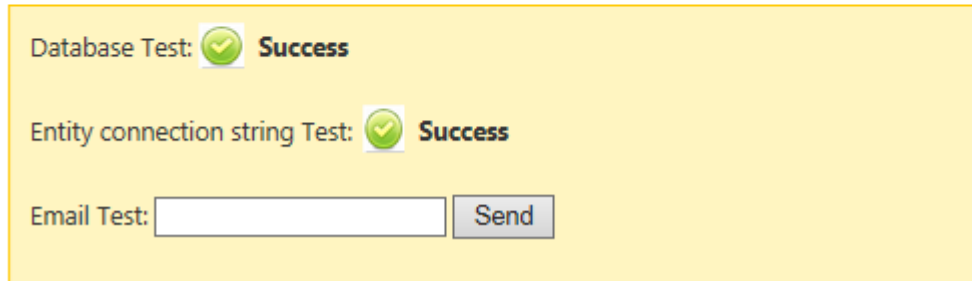 Database Test: Success
Entity connection string Test: Success
Email Test: Send